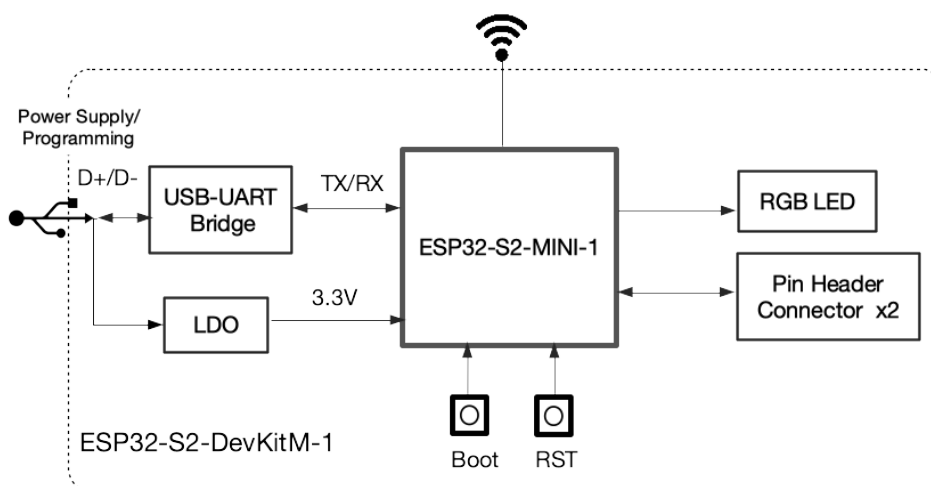 Power Supply/
Programming
D+/D-
USB-UART
Bridge
TX/RX
ESP32-S2-MINI-1
RGB LED
Pin Header
Connector x2
LDO
3.3V
Boot
RST
ESP32-S2-DevKitM-1